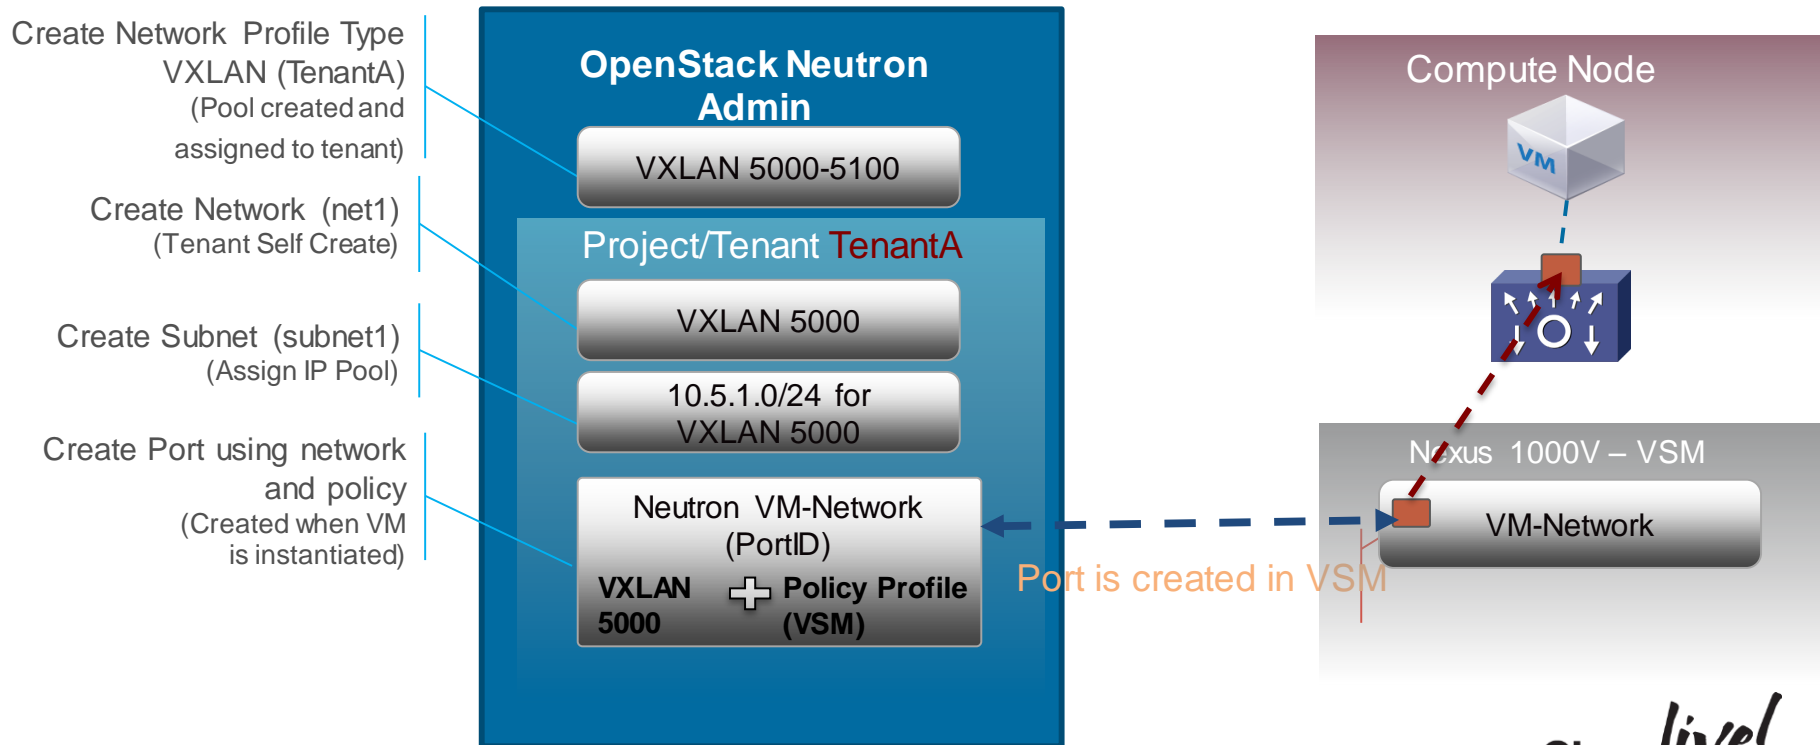 Create Network Profile Type
VXLAN (TenantA)
(Pool created and
assigned to tenant)
Create Network (net1)
(Tenant Self Create)
Create Subnet (subnet1)
(Assign IP Pool)
Create Port using network
and policy
(Created when VM
is instantiated)
OpenStack Neutron
Admin
VXLAN 5000-5100
Project/Tenant TenantA
VXLAN 5000
10.5.1.0/24 for
VXLAN 5000
Neutron VM-Network
(PortID)
VXLAN
5000
Policy Profile
(VSM)
Port is created in VSM
Compute Node
VM
Nexus 1000V – VSM
VM-Network
live!